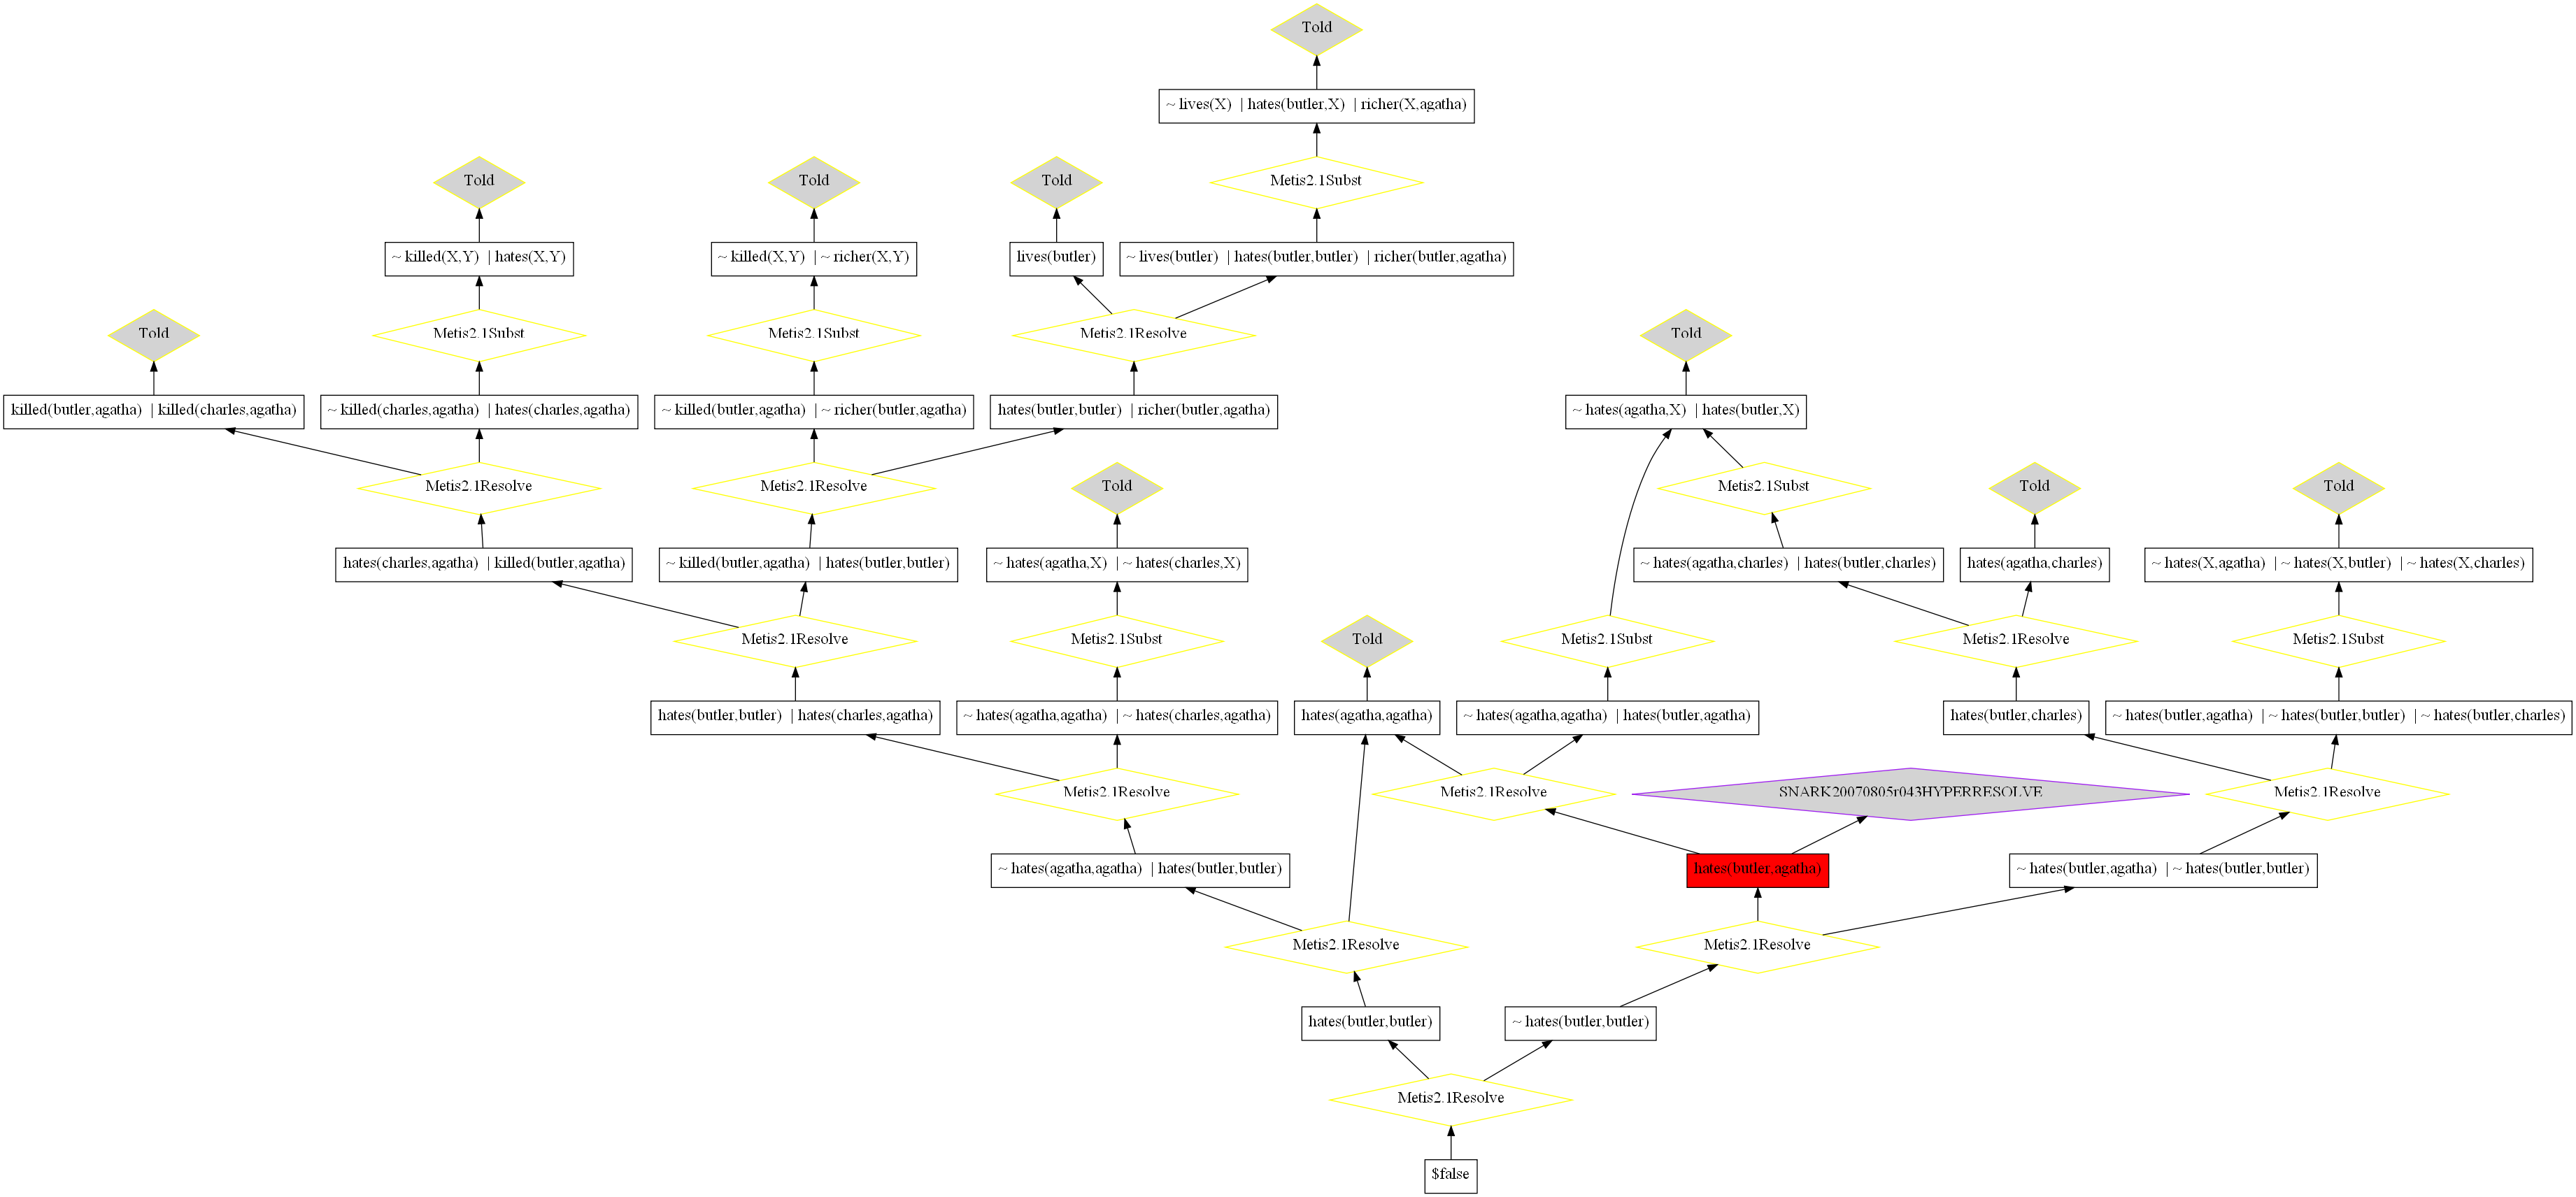 Told
~ lives(X) | hates(butler,X) | richer(X,agatha)
Told
Told
Told
Metis2.1Subst
~ killed(X,Y) | hates(X,Y)
~ killed(X,Y) | ~ richer(X,Y)
lives(butler)
~ lives(butler) | hates(butler,butler) | richer(butler,agatha)
Told
Metis2.1Subst
Metis2.1Subst
Metis2.1Resolve
Told
killed(butler,agatha) | killed(charles,agatha)
~ killed(charles,agatha) | hates(charles,agatha)
~ killed(butler,agatha) | ~ richer(butler,agatha)
hates(butler,butler) | richer(butler,agatha)
~ hates(agatha,X) | hates(butler,X)
Metis2.1Resolve
Metis2.1Resolve
Told
Metis2.1Subst
Told
Told
hates(charles,agatha) | killed(butler,agatha)
~ killed(butler,agatha) | hates(butler,butler)
~ hates(agatha,X) | ~ hates(charles,X)
~ hates(agatha,charles) | hates(butler,charles)
hates(agatha,charles)
~ hates(X,agatha) | ~ hates(X,butler) | ~ hates(X,charles)
Metis2.1Resolve
Metis2.1Subst
Told
Metis2.1Subst
Metis2.1Resolve
Metis2.1Subst
hates(butler,butler) | hates(charles,agatha)
~ hates(agatha,agatha) | ~ hates(charles,agatha)
hates(agatha,agatha)
~ hates(agatha,agatha) | hates(butler,agatha)
hates(butler,charles)
~ hates(butler,agatha) | ~ hates(butler,butler) | ~ hates(butler,charles)
Metis2.1Resolve
Metis2.1Resolve
SNARK20070805r043HYPERRESOLVE
Metis2.1Resolve
~ hates(agatha,agatha) | hates(butler,butler)
hates(butler,agatha)
~ hates(butler,agatha) | ~ hates(butler,butler)
Metis2.1Resolve
Metis2.1Resolve
hates(butler,butler)
~ hates(butler,butler)
Metis2.1Resolve
$false